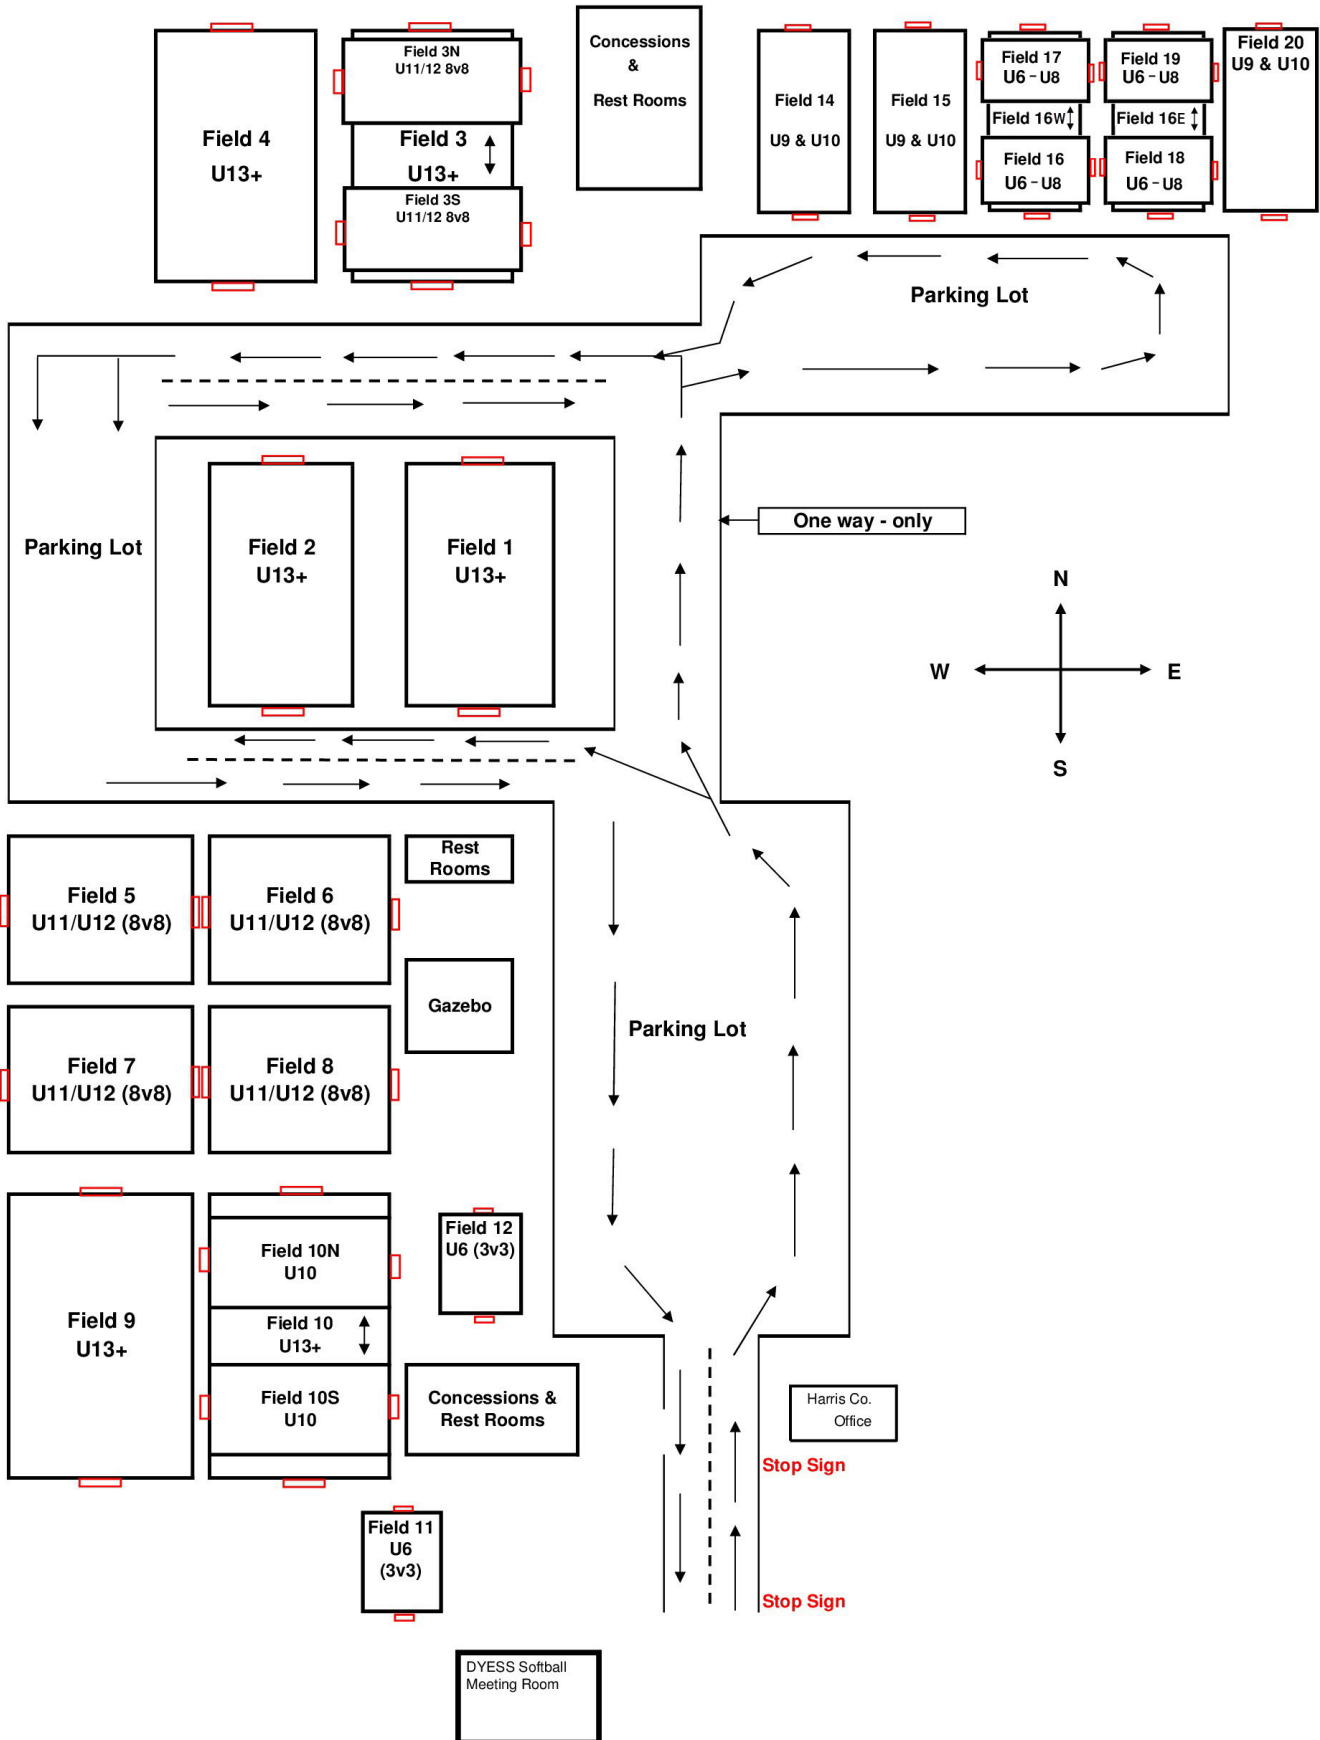 Field 4
U13+
Field 3N
U11/12 8v8
Field 3
U13+
Field 3S
U11/12 8v8
Concessions
&
Rest Rooms
Field 14
U9 & U10
Field 15
U9 & U10
Field 17
U6 - U8
Field 16W
Field 16
U6 - U8
Field 19
U6 - U8
Field 16E
Field 18
U6 - U8
Field 20
U9 & U10
Parking Lot
Parking Lot
Field 2
U13+
Field 1
U13+
One way - only
N
W
E
S
Field 5
U11/U12 (8v8)
Field 6
U11/U12 (8v8)
Rest
Rooms
Gazebo
Field 7
U11/U12 (8v8)
Field 8
U11/U12 (8v8)
Parking Lot
Field 9
U13+
Field 10N
U10
Field 10
U13+
Field 10S
U10
Field 12
U6 (3v3)
Concessions &
Rest Rooms
Harris Co.
Office
Stop Sign
Field 11
U6
(3v3)
Stop Sign
DYESS Softball
Meeting Room